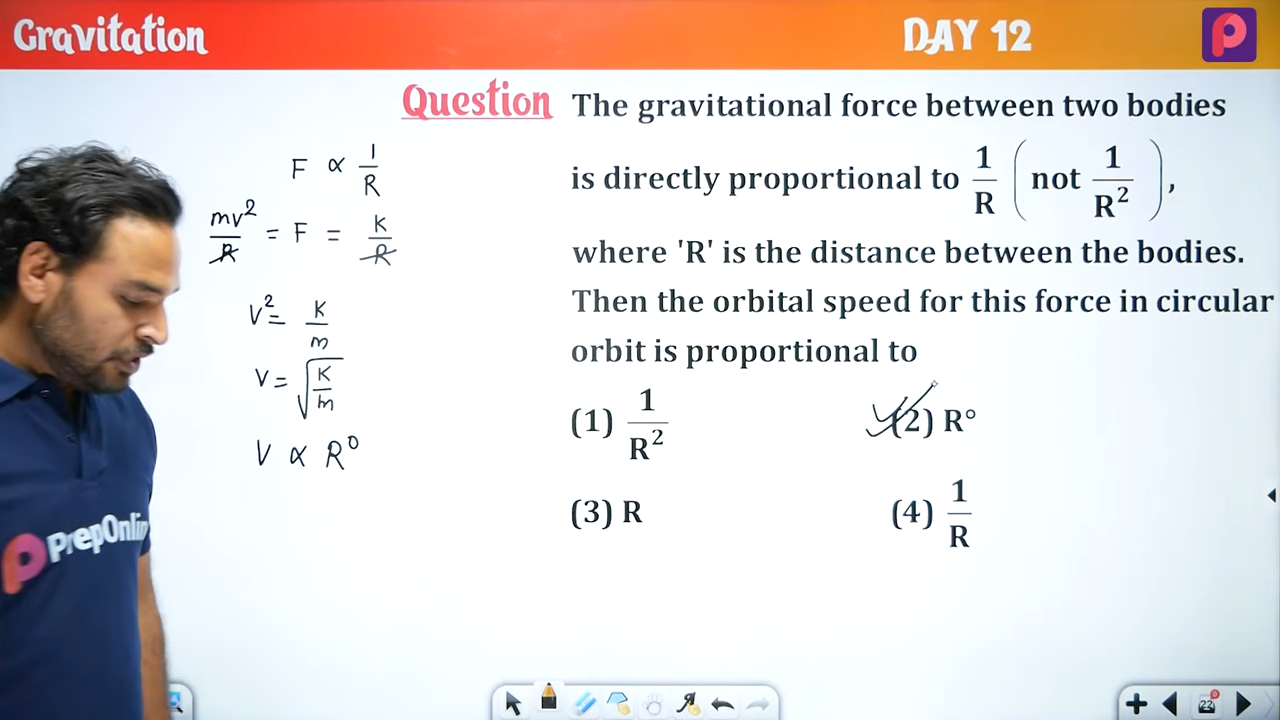 Gravitation
DAY 12
Question The gravitational force between two bodies
is directly proportional to 1/R (not 1/R²),
where 'R' is the distance between the bodies.
Then the orbital speed for this force in circular
orbit is proportional to
(1) 1/R²
(2) R°
(3) R
(4) 1/R
F ∝ 1/R
mv²/R = F = K/R
V² = K/m
V = √(K/m)
V ∝ R⁰
PrepOnlin
22